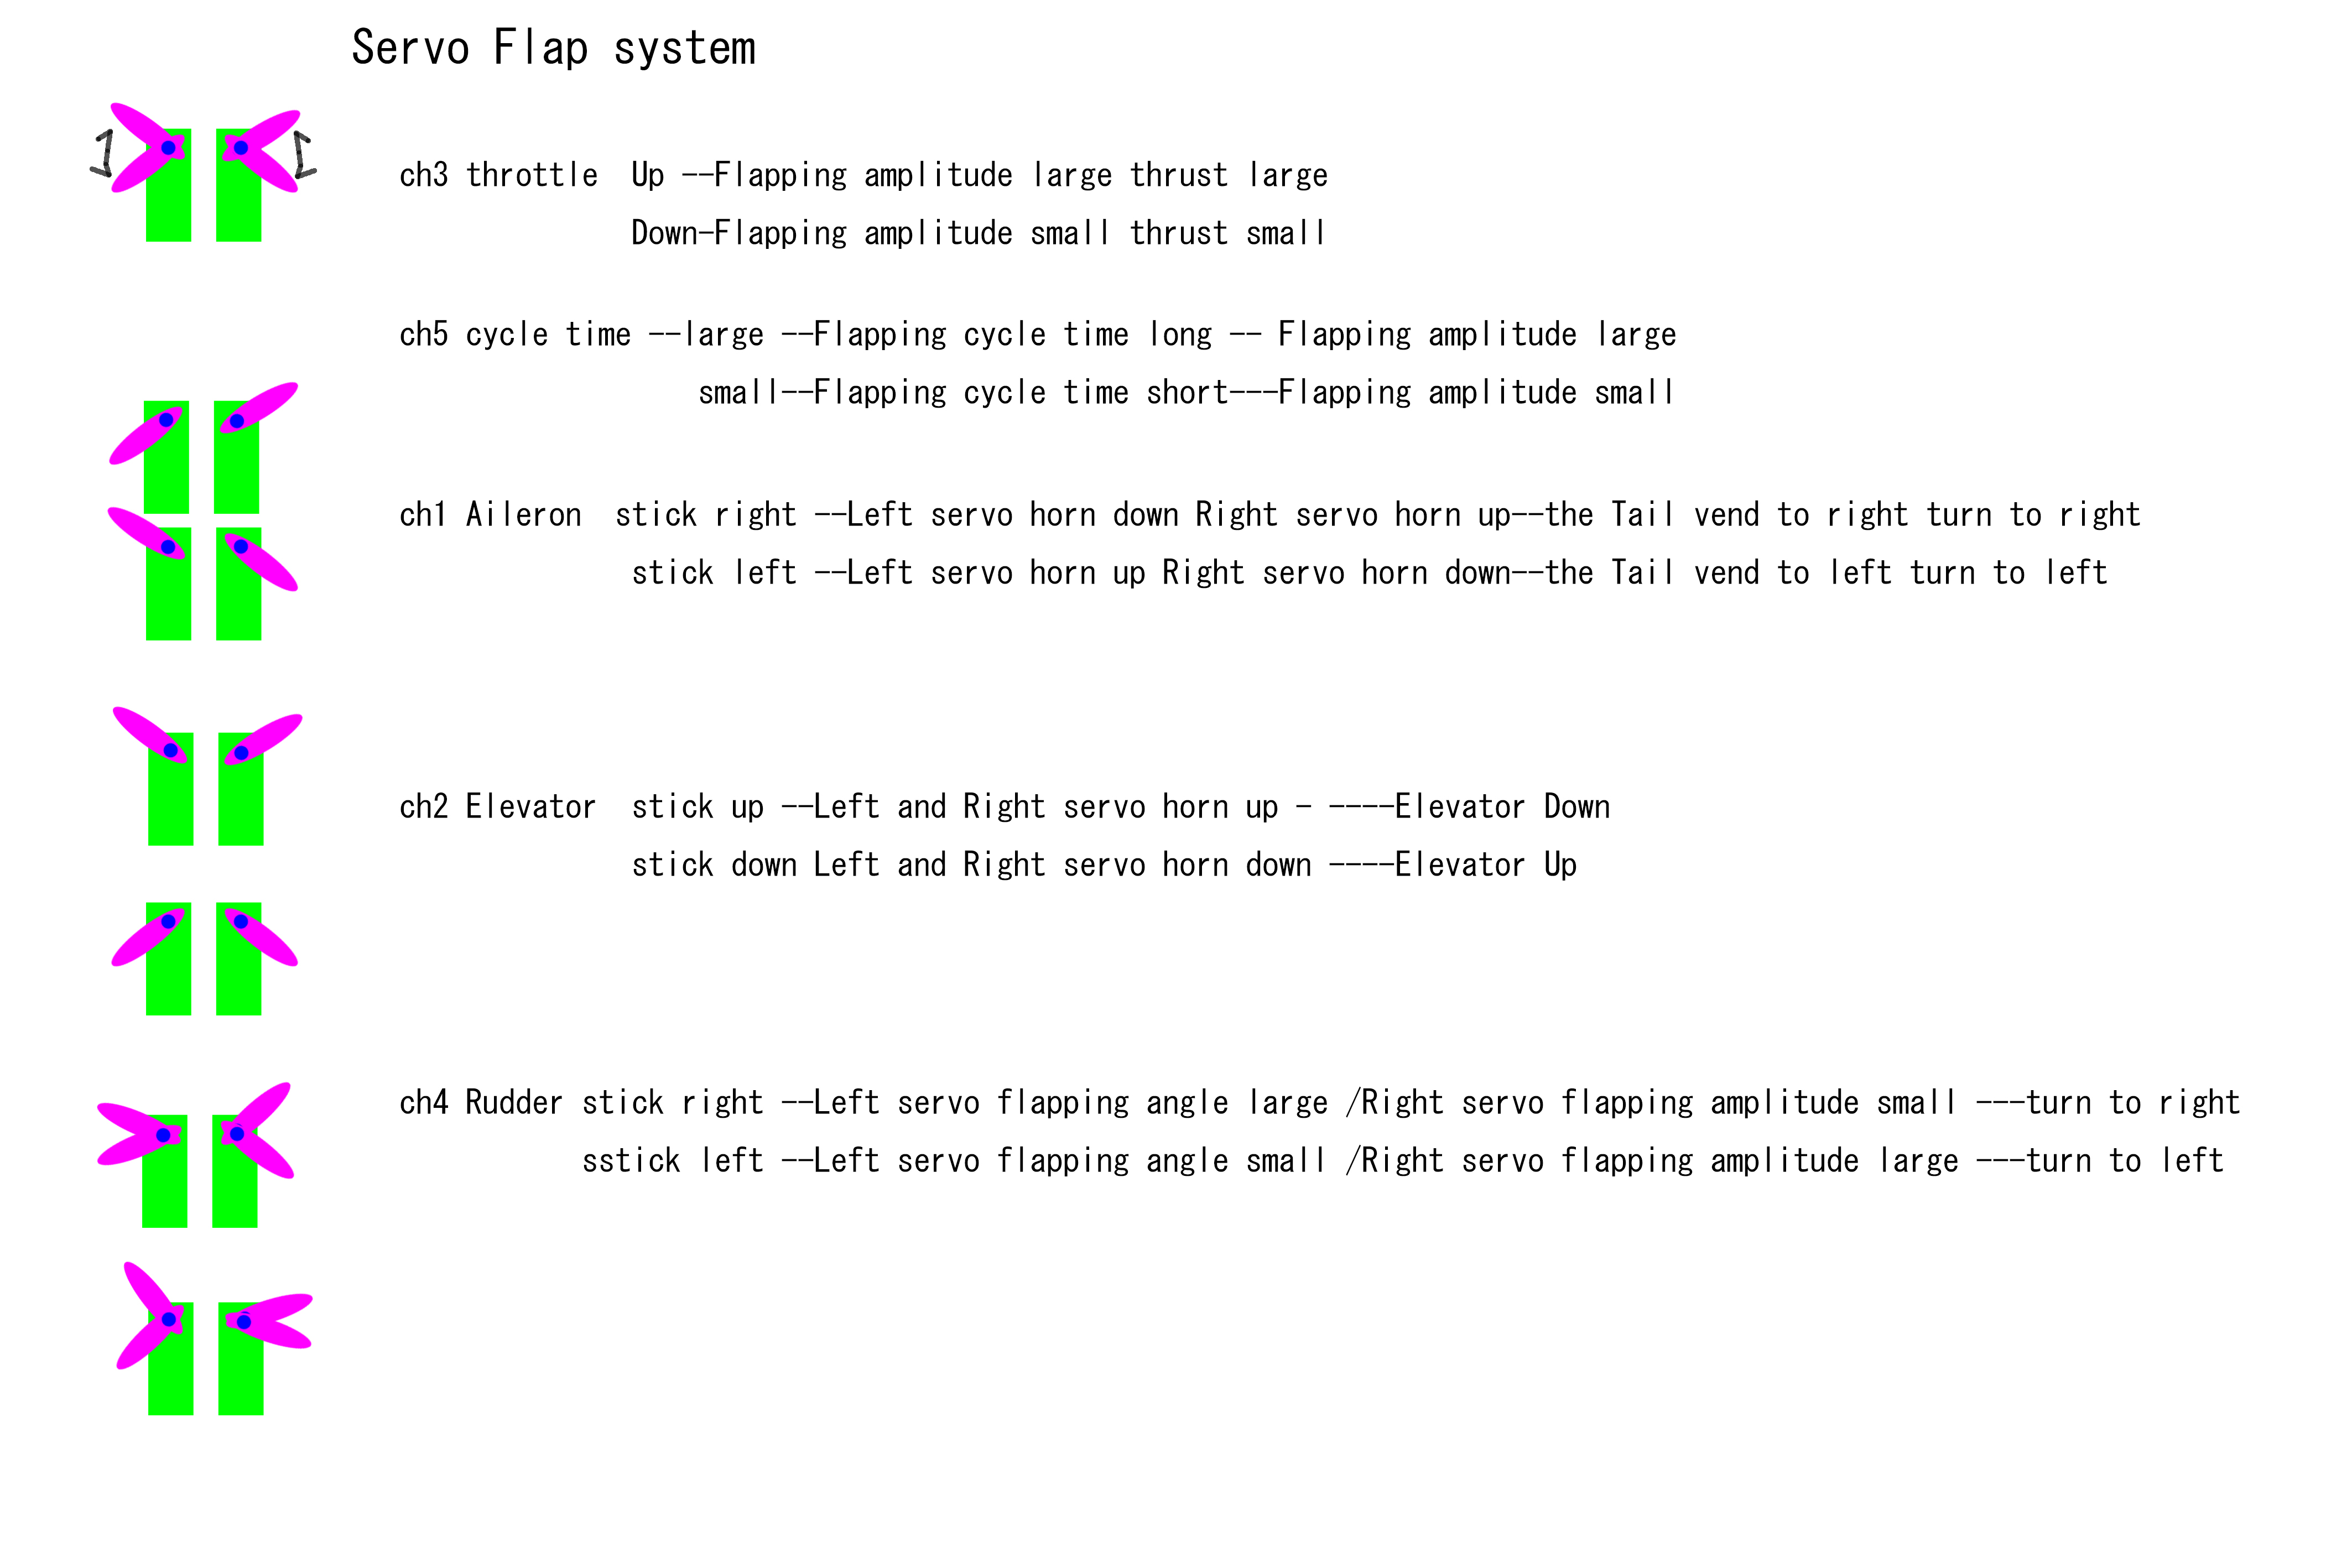 Servo Flap system
ch3 throttle  Up --Flapping amplitude large thrust large
Down-Flapping amplitude small thrust small
ch5 cycle time --large --Flapping cycle time long -- Flapping amplitude large
small--Flapping cycle time short---Flapping amplitude small
ch1 Aileron  stick right --Left servo horn down Right servo horn up--the Tail vend to right turn to right
stick left --Left servo horn up Right servo horn down--the Tail vend to left turn to left
ch2 Elevator  stick up --Left and Right servo horn up - ----Elevator Down
stick down Left and Right servo horn down ----Elevator Up
ch4 Rudder stick right --Left servo flapping angle large /Right servo flapping amplitude small ---turn to right
sstick left --Left servo flapping angle small /Right servo flapping amplitude large ---turn to left